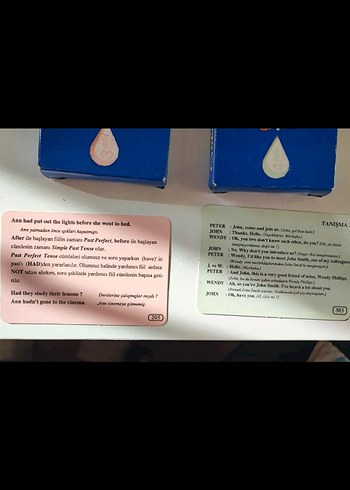 Ann had put out the lights before she went to bed.
Ann yatmadan önce ışıkları kapatmıştı.
After ile başlayan fiilin zamanı Past Perfect, before ile başlayan
cümlenin zamanı Simple Past Tense olur.
Past Perfect Tense cümleleri olumsuz ve soru yaparken (have)' in
past'ı (HAD)'den yararlanılır. Olumsuz halinde yardımcı fiil ardına
NOT takısı alırken, soru şeklinde yardımcı fiil cümlenin başına geti-
rilir.
Had they study their lessons ? Derslerine çalışmışlar mıydı ?
Ann hadn't gone to the cinema. Ann sinemaya gitmemiş.
205
TANIŞMA
PETER : John, come and join us.
JOHN : Thanks. Hello.
WENDY : Oh, you two don't know each other, do you?
JOHN : No. Why don't you introduce us?
PETER : Wendy, I'd like you to meet John Smith, one of my colleagues
J. ve W. : Hello. (Merhaba.)
PETER : And John, this is a very good friend of mine, Wendy Phillips.
WENDY : Ah, so you're John Smith. I've heard a lot about you.
JOHN : Oh, have you.
303